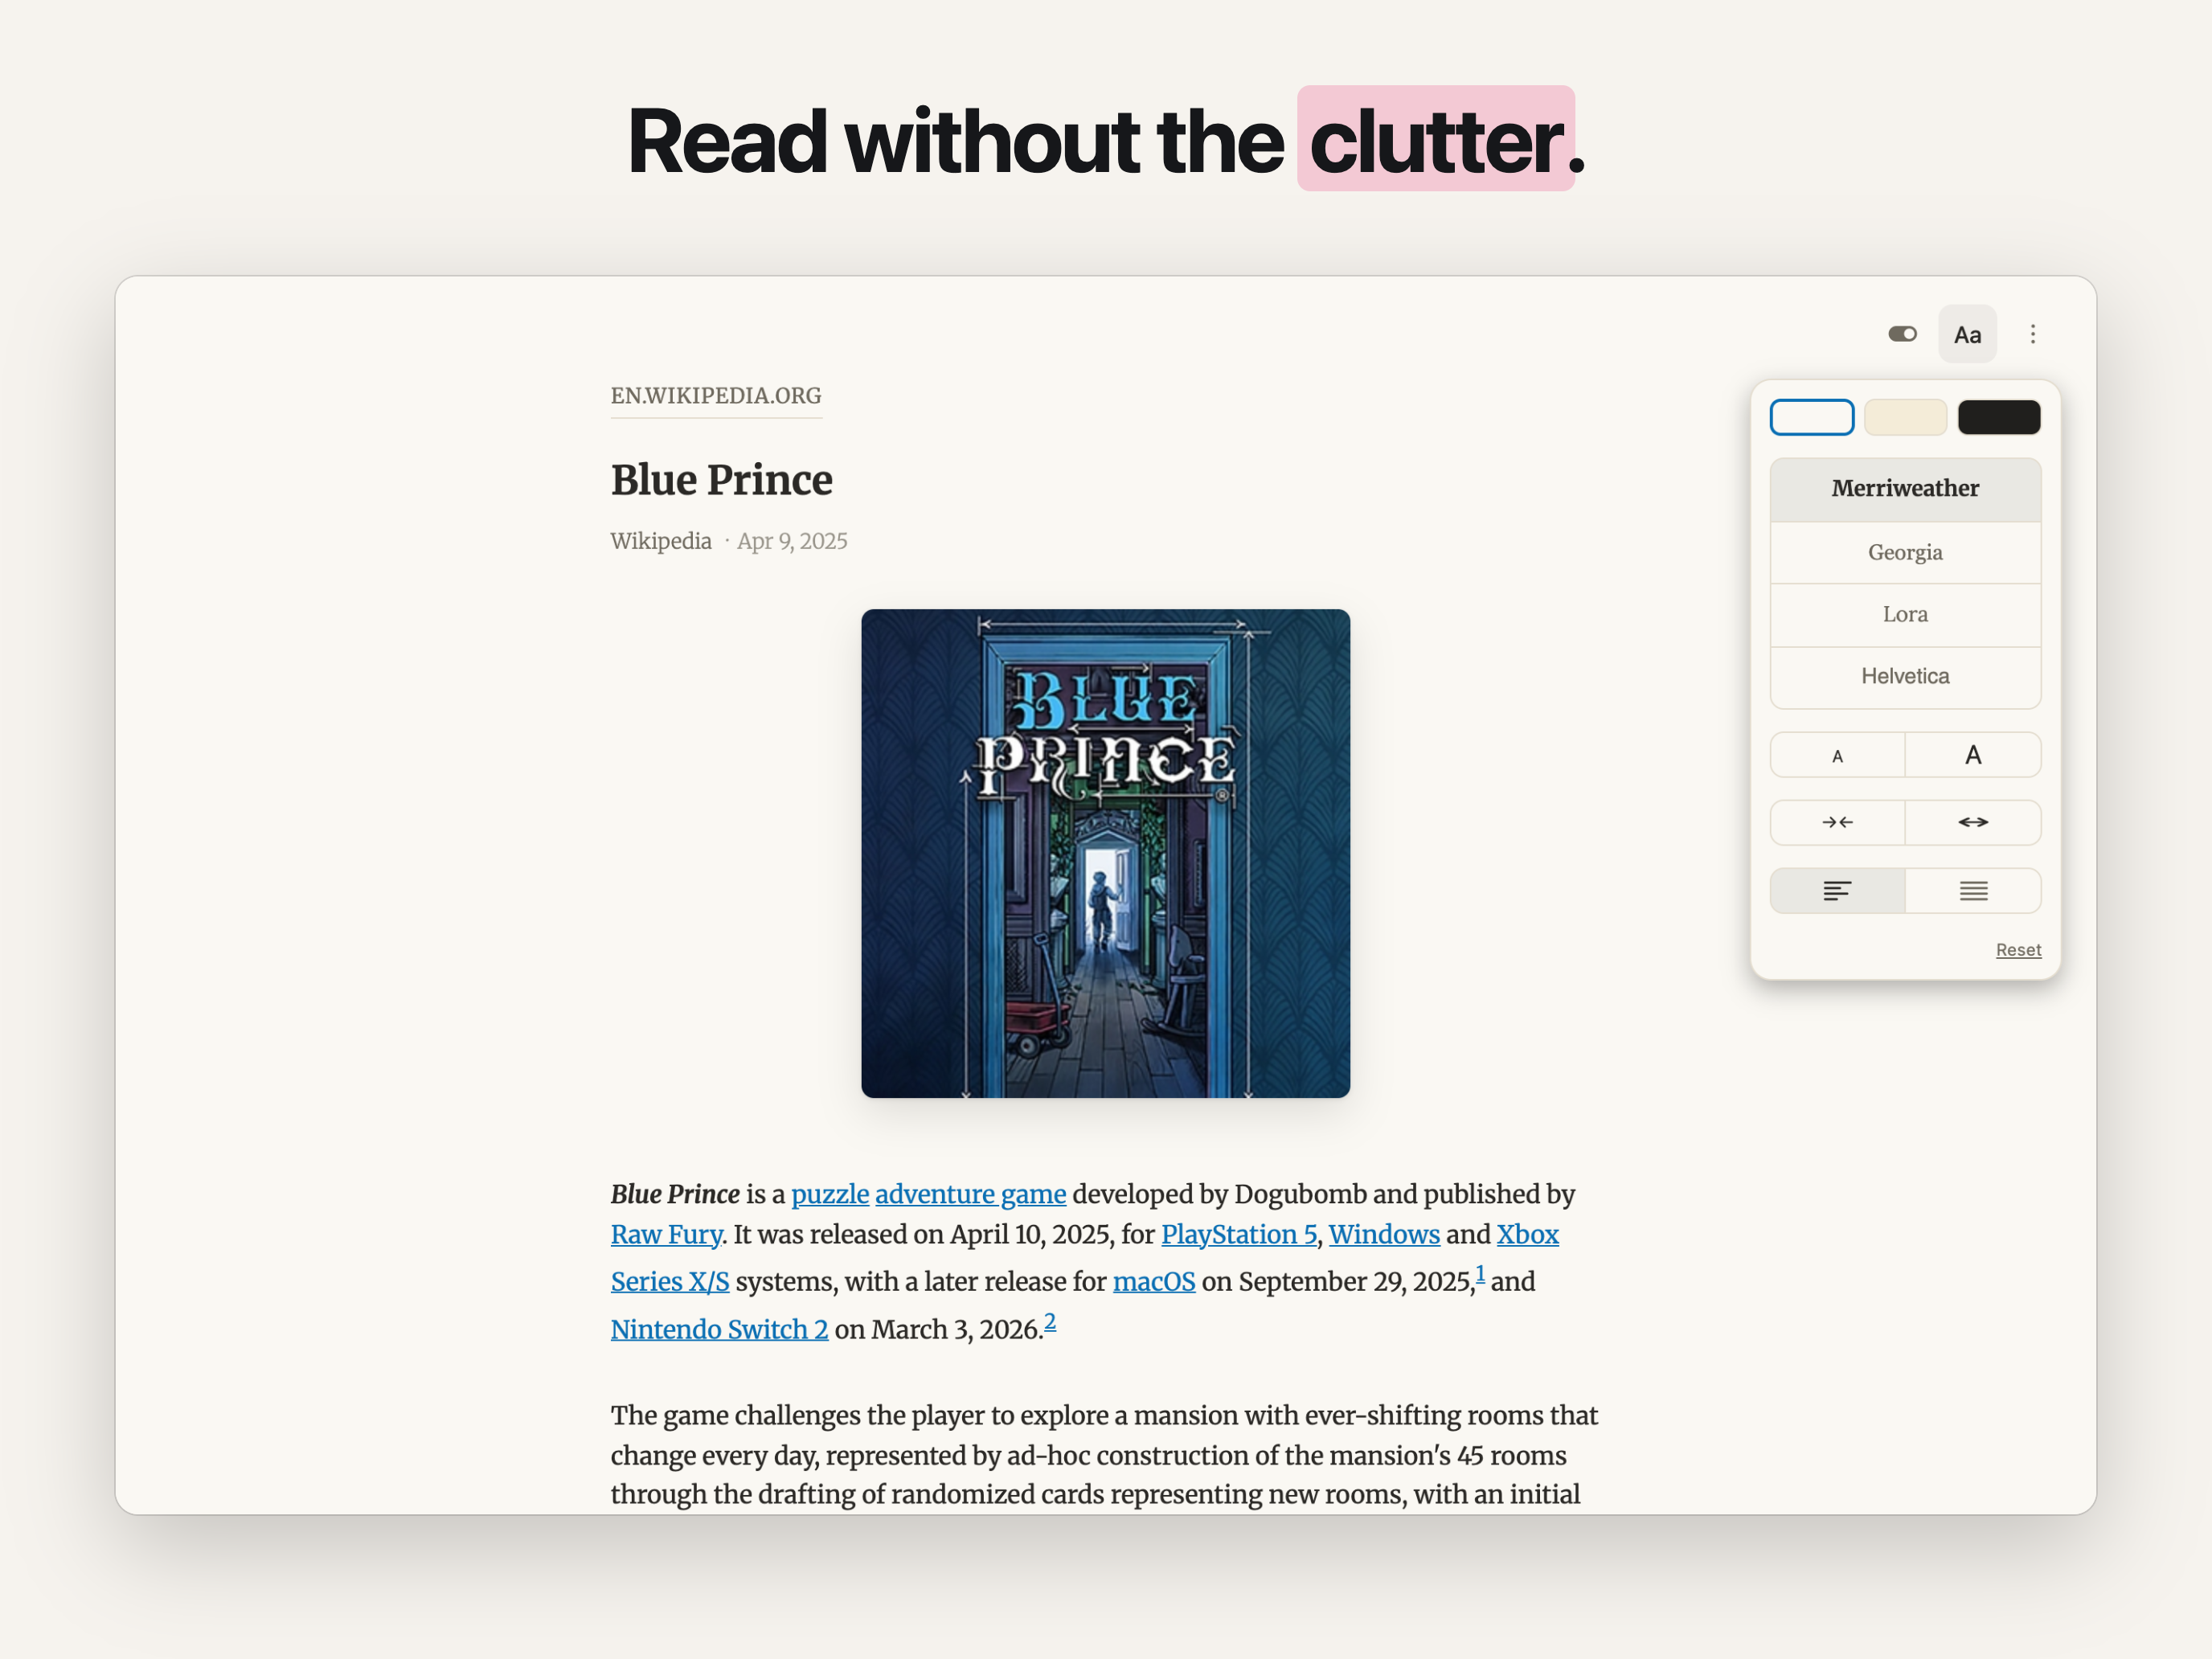 Read without the clutter.
Aa
EN.WIKIPEDIA.ORG
Blue Prince
Wikipedia · Apr 9, 2025
BLUE
PRINCE
Merriweather
Georgia
Lora
Helvetica
A A
Reset
Blue Prince is a puzzle adventure game developed by Dogubomb and published by
Raw Fury. It was released on April 10, 2025, for PlayStation 5, Windows and Xbox
Series X/S systems, with a later release for macOS on September 29, 2025,1 and
Nintendo Switch 2 on March 3, 2026.2
The game challenges the player to explore a mansion with ever-shifting rooms that
change every day, represented by ad-hoc construction of the mansion's 45 rooms
through the drafting of randomized cards representing new rooms, with an initial